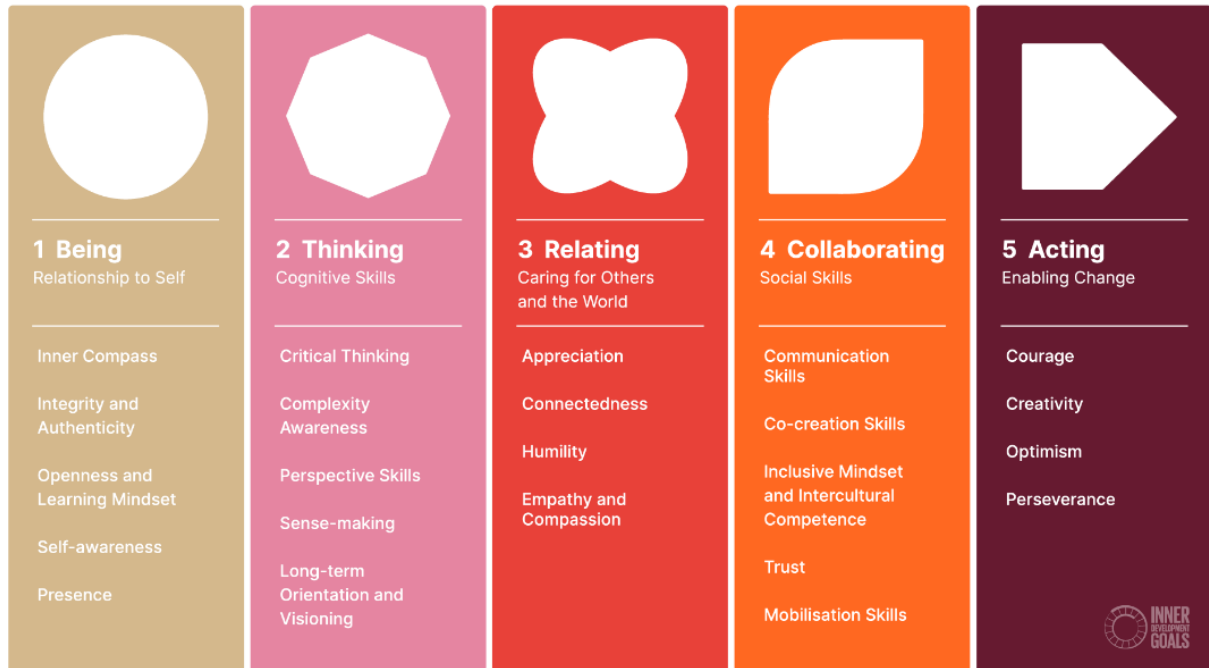 1 Being
Relationship to Self
Inner Compass
Integrity and
Authenticity
Openness and
Learning Mindset
Self-awareness
Presence
2 Thinking
Cognitive Skills
Critical Thinking
Complexity
Awareness
Perspective Skills
Sense-making
Long-term
Orientation and
Visioning
3 Relating
Caring for Others
and the World
Appreciation
Connectedness
Humility
Empathy and
Compassion
4 Collaborating
Social Skills
Communication
Skills
Co-creation Skills
Inclusive Mindset
and Intercultural
Competence
Trust
Mobilisation Skills
5 Acting
Enabling Change
Courage
Creativity
Optimism
Perseverance
INNER
DEVELOPMENT
GOALS